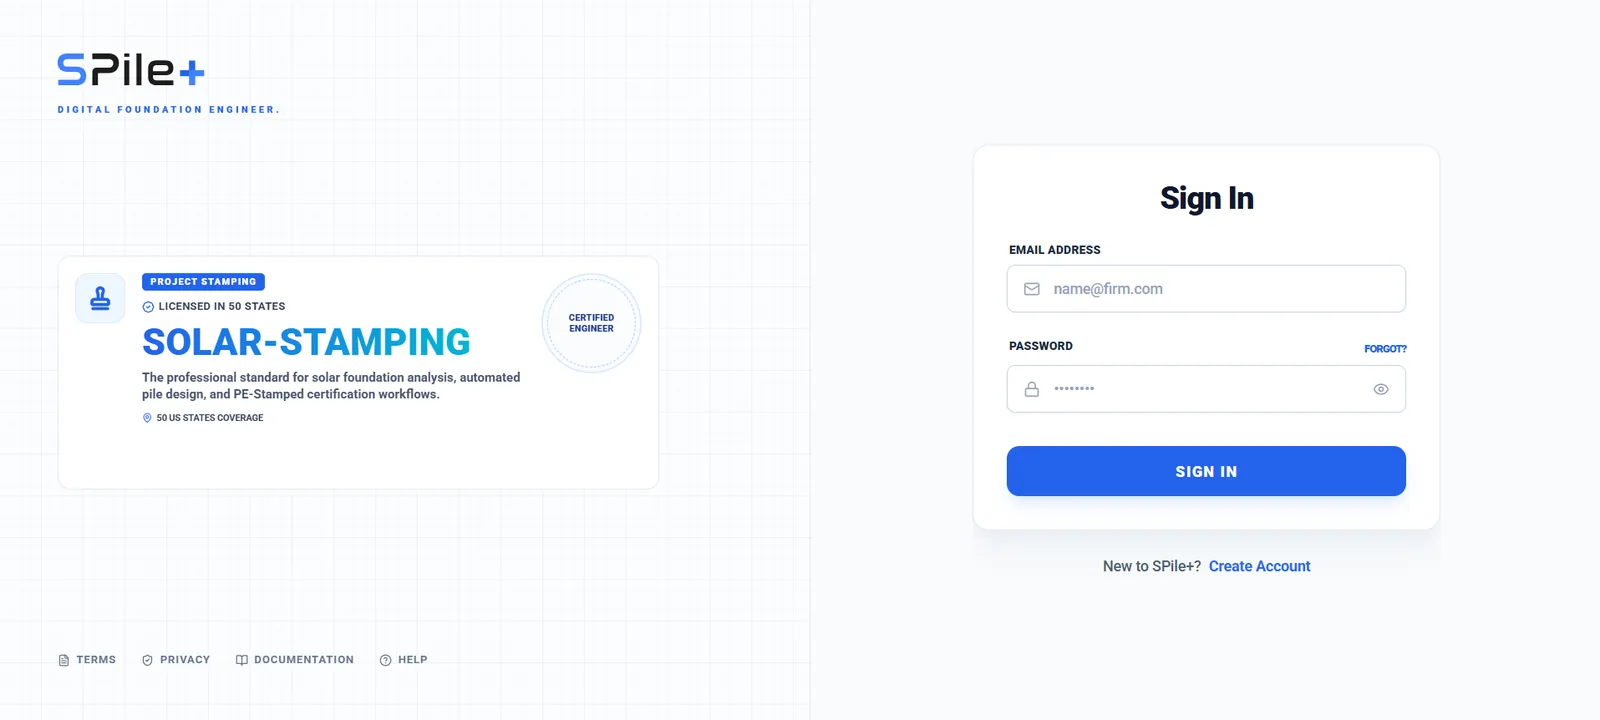 SPile+
DIGITAL FOUNDATION ENGINEER.
PROJECT STAMPING
LICENSED IN 50 STATES
SOLAR-STAMPING
The professional standard for solar foundation analysis, automated
pile design, and PE-Stamped certification workflows.
50 US STATES COVERAGE
CERTIFIED
ENGINEER
TERMS
PRIVACY
DOCUMENTATION
HELP
Sign In
EMAIL ADDRESS
name@firm.com
PASSWORD
FORGOT?
••••••••
SIGN IN
New to SPile+? Create Account